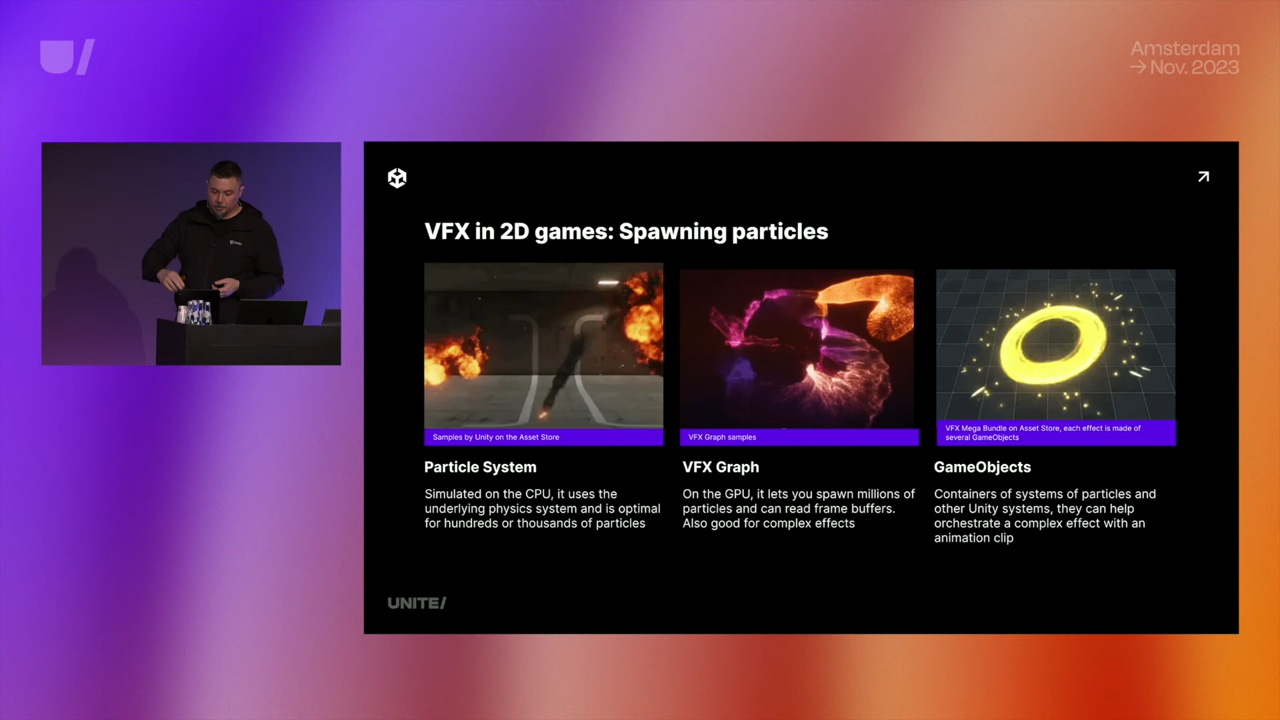 Amsterdam
→ Nov. 2023
VFX in 2D games: Spawning particles
Samples by Unity on the Asset Store
VFX Graph samples
VFX Mega Bundle on Asset Store, each effect is made of
several GameObjects
Particle System
Simulated on the CPU, it uses the
underlying physics system and is optimal
for hundreds or thousands of particles
VFX Graph
On the GPU, it lets you spawn millions of
particles and can read frame buffers.
Also good for complex effects
GameObjects
Containers of systems of particles and
other Unity systems, they can help
orchestrate a complex effect with an
animation clip
UNITE/